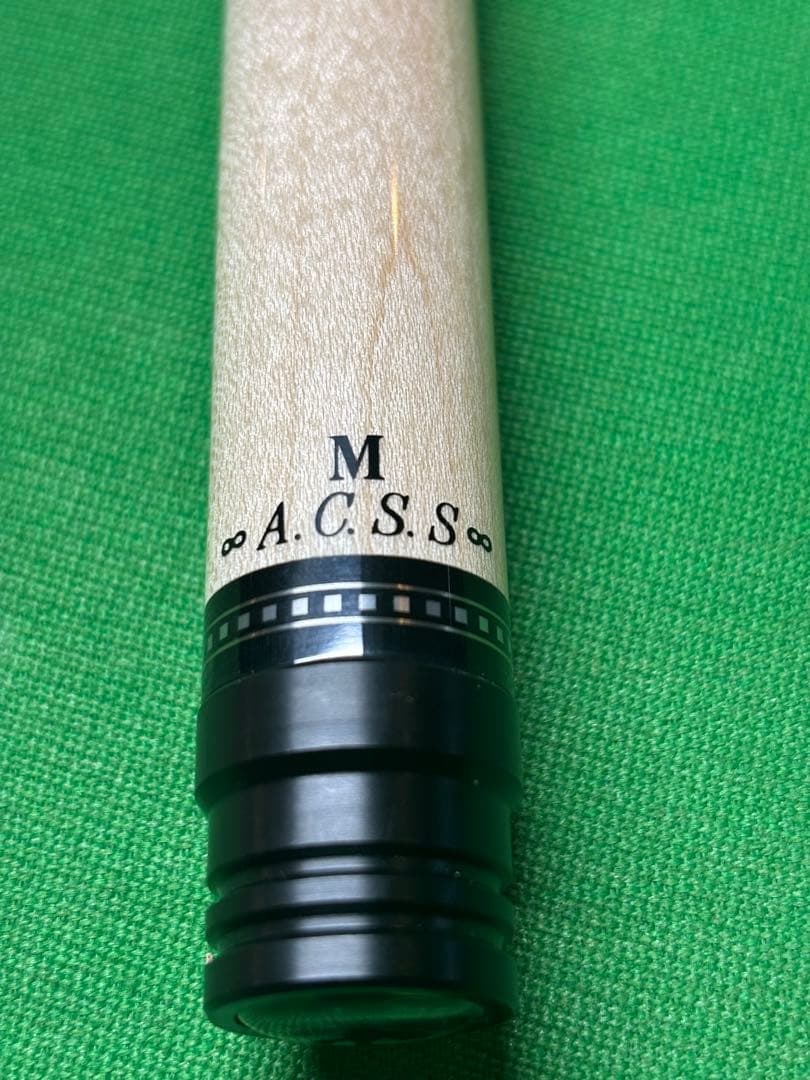 M
∞ A. C. S. S ∞